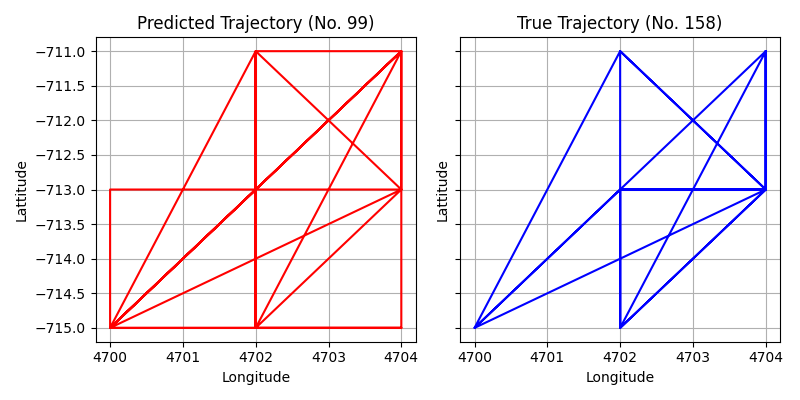 Predicted Trajectory (No. 99)
True Trajectory (No. 158)
−711.0
−711.5
−712.0
−712.5
−713.0
−713.5
−714.0
−714.5
−715.0
Lattitude
Lattitude
4700 4701 4702 4703 4704
4700 4701 4702 4703 4704
Longitude
Longitude